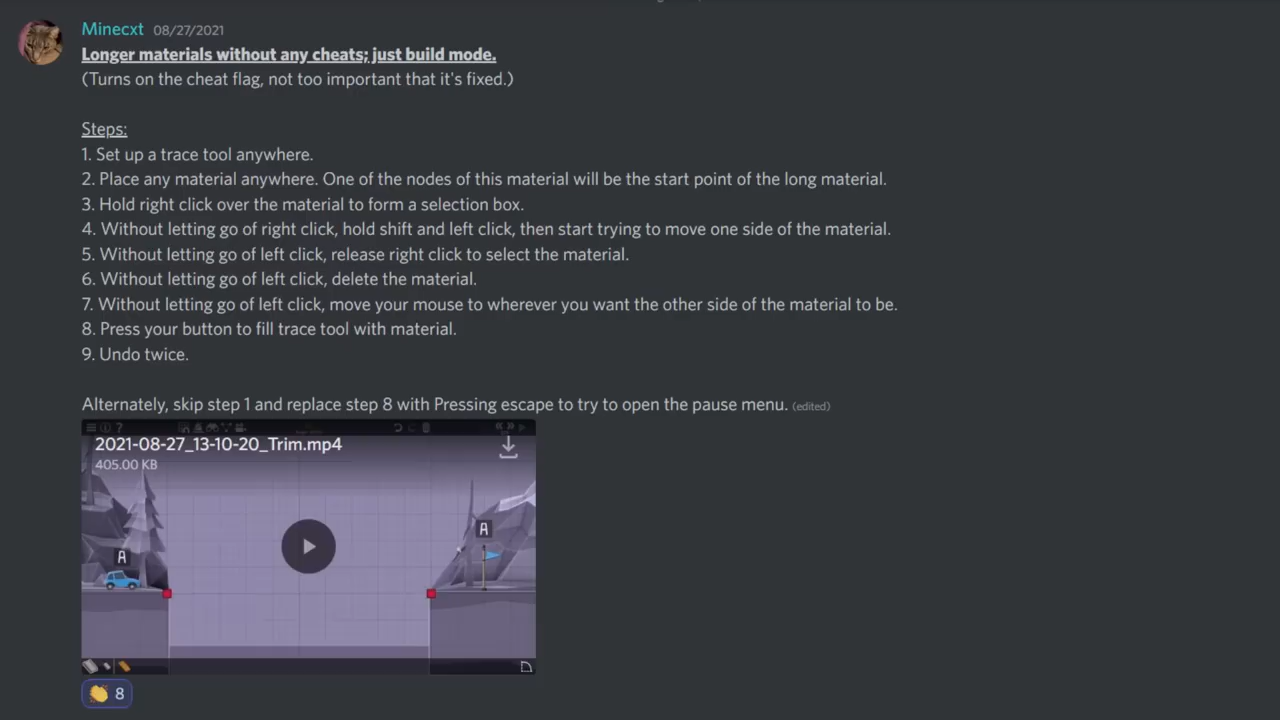 Minecxt 08/27/2021
Longer materials without any cheats; just build mode.
(Turns on the cheat flag, not too important that it's fixed.)
Steps:
1. Set up a trace tool anywhere.
2. Place any material anywhere. One of the nodes of this material will be the start point of the long material.
3. Hold right click over the material to form a selection box.
4. Without letting go of right click, hold shift and left click, then start trying to move one side of the material.
5. Without letting go of left click, release right click to select the material.
6. Without letting go of left click, delete the material.
7. Without letting go of left click, move your mouse to wherever you want the other side of the material to be.
8. Press your button to fill trace tool with material.
9. Undo twice.
Alternately, skip step 1 and replace step 8 with Pressing escape to try to open the pause menu. (edited)
2021-08-27_13-10-20_Trim.mp4
405.00 KB
A
A
8